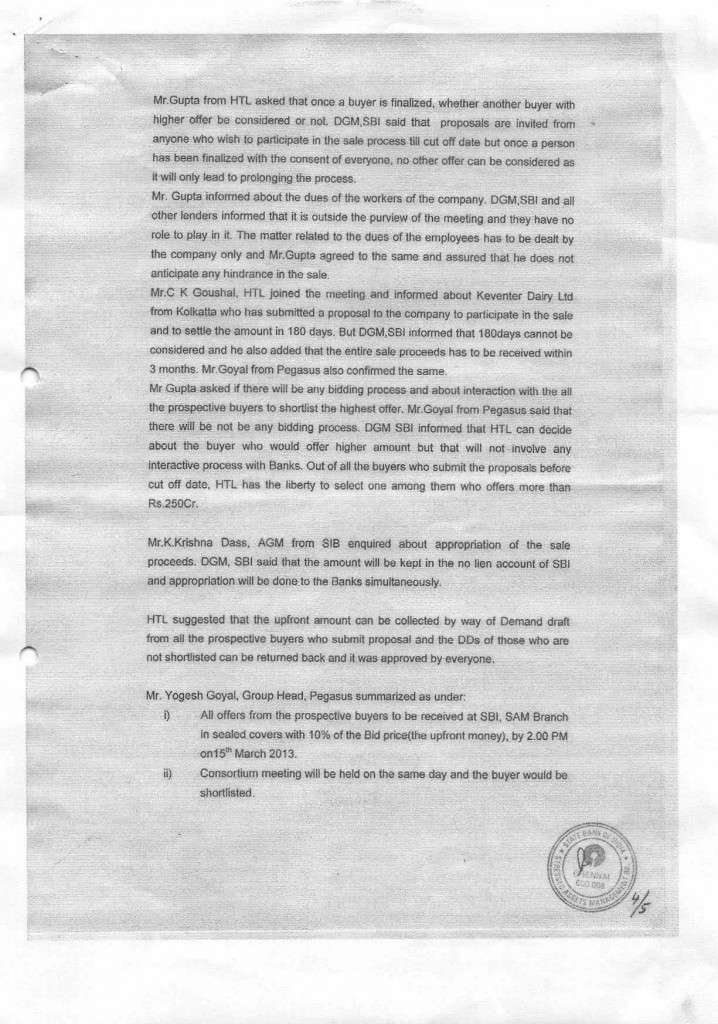 Mr.Gupta from HTL asked that once a buyer is finalized, whether another buyer with
higher offer be considered or not. DGM,SBI said that proposals are invited from
anyone who wish to participate in the sale process till cut off date but once a person
has been finalized with the consent of everyone, no other offer can be considered as
it will only lead to prolonging the process.
Mr. Gupta informed about the dues of the workers of the company. DGM,SBI and all
other lenders informed that it is outside the purview of the meeting and they have no
role to play in it. The matter related to the dues of the employees has to be dealt by
the company only and Mr.Gupta agreed to the same and assured that he does not
anticipate any hindrance in the sale.
Mr.C K Goushal, HTL joined the meeting and informed about Keventer Dairy Ltd
from Kolkatta who has submitted a proposal to the company to participate in the sale
and to settle the amount in 180 days. But DGM,SBI informed that 180days cannot be
considered and he also added that the entire sale proceeds has to be received within
3 months. Mr.Goyal from Pegasus also confirmed the same.
Mr Gupta asked if there will be any bidding process and about interaction with the all
the prospective buyers to shortlist the highest offer. Mr.Goyal from Pegasus said that
there will be not be any bidding process. DGM SBI informed that HTL can decide
about the buyer who would offer higher amount but that will not involve any
interactive process with Banks. Out of all the buyers who submit the proposals before
cut off date, HTL has the liberty to select one among them who offers more than
Rs.250Cr.
Mr.K.Krishna Dass, AGM from SIB enquired about appropriation of the sale
proceeds. DGM, SBI said that the amount will be kept in the no lien account of SBI
and appropriation will be done to the Banks simultaneously.
HTL suggested that the upfront amount can be collected by way of Demand draft
from all the prospective buyers who submit proposal and the DDs of those who are
not shortlisted can be returned back and it was approved by everyone.
Mr. Yogesh Goyal, Group Head, Pegasus summarized as under:
i) All offers from the prospective buyers to be received at SBI, SAM Branch
in sealed covers with 10% of the Bid price(the upfront money), by 2.00 PM
on15th March 2013.
ii) Consortium meeting will be held on the same day and the buyer would be
shortlisted.
STATE BANK OF INDIA
CHENNAI
600 008
STRESSED ASSETS MANAGEMENT BR
4/5